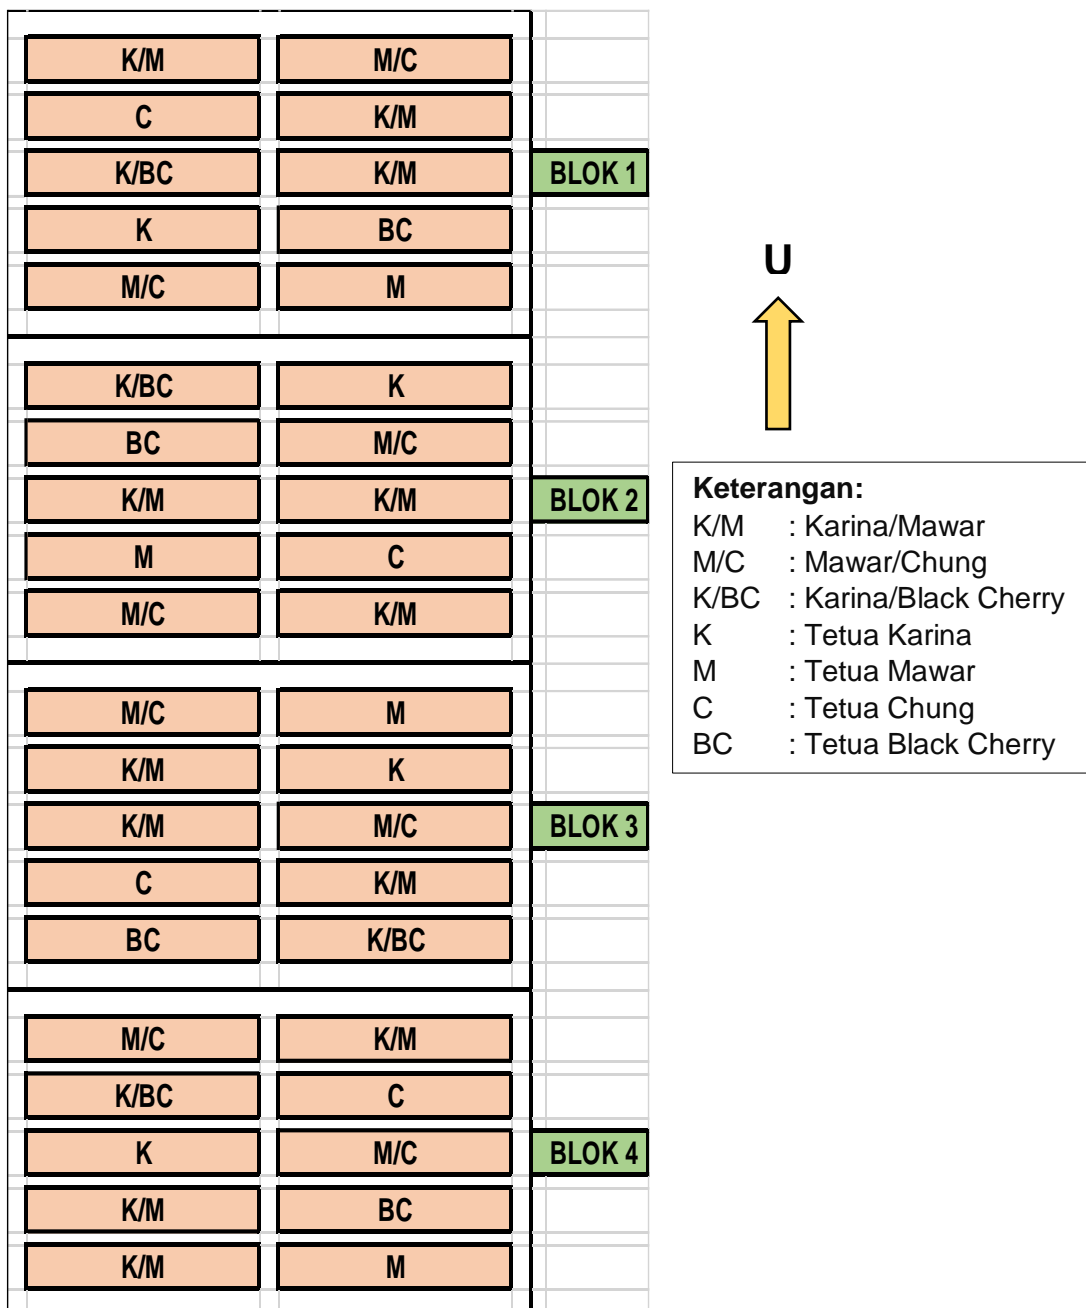 K/M M/C
C K/M
K/BC K/M BLOK 1
K BC
M/C M
U
K/BC K
BC M/C
K/M K/M BLOK 2
M C
M/C K/M
Keterangan:
K/M : Karina/Mawar
M/C : Mawar/Chung
K/BC : Karina/Black Cherry
K : Tetua Karina
M : Tetua Mawar
C : Tetua Chung
BC : Tetua Black Cherry
M/C M
K/M K
K/M M/C BLOK 3
C K/M
BC K/BC
M/C K/M
K/BC C
K M/C BLOK 4
K/M BC
K/M M